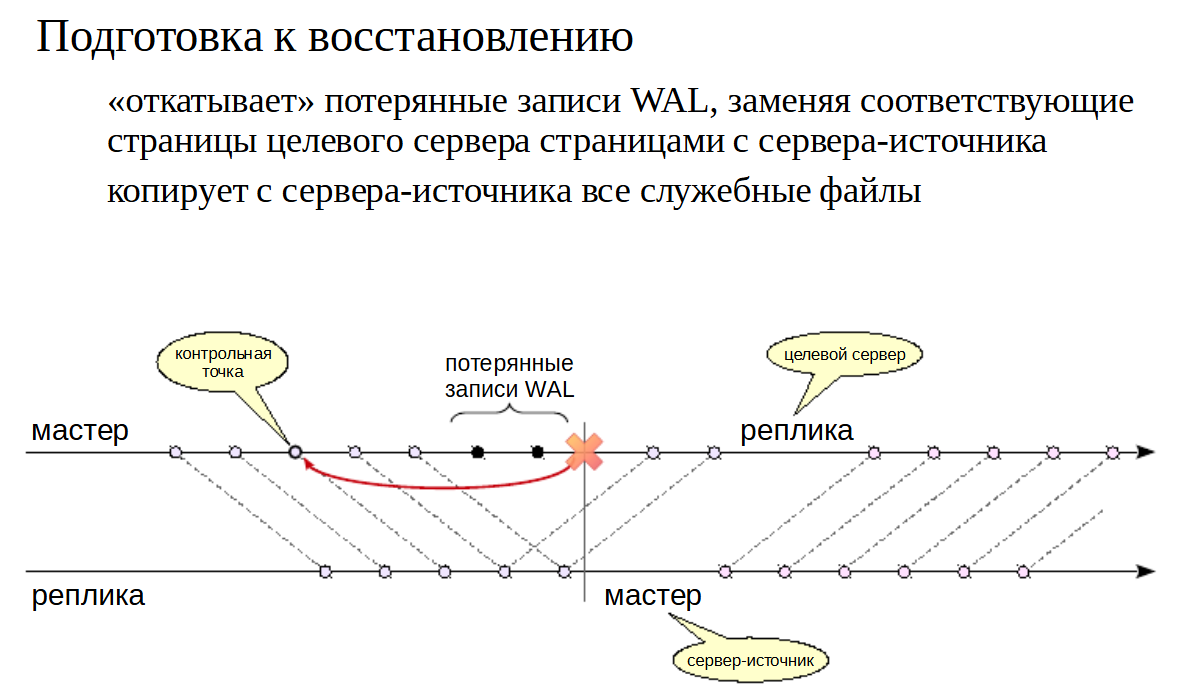 Подготовка к восстановлению
«откатывает» потерянные записи WAL, заменяя соответствующие
страницы целевого сервера страницами с сервера-источника
копирует с сервера-источника все служебные файлы
контрольная
точка
потерянные
записи WAL
целевой сервер
мастер
реплика
реплика
мастер
сервер-источник